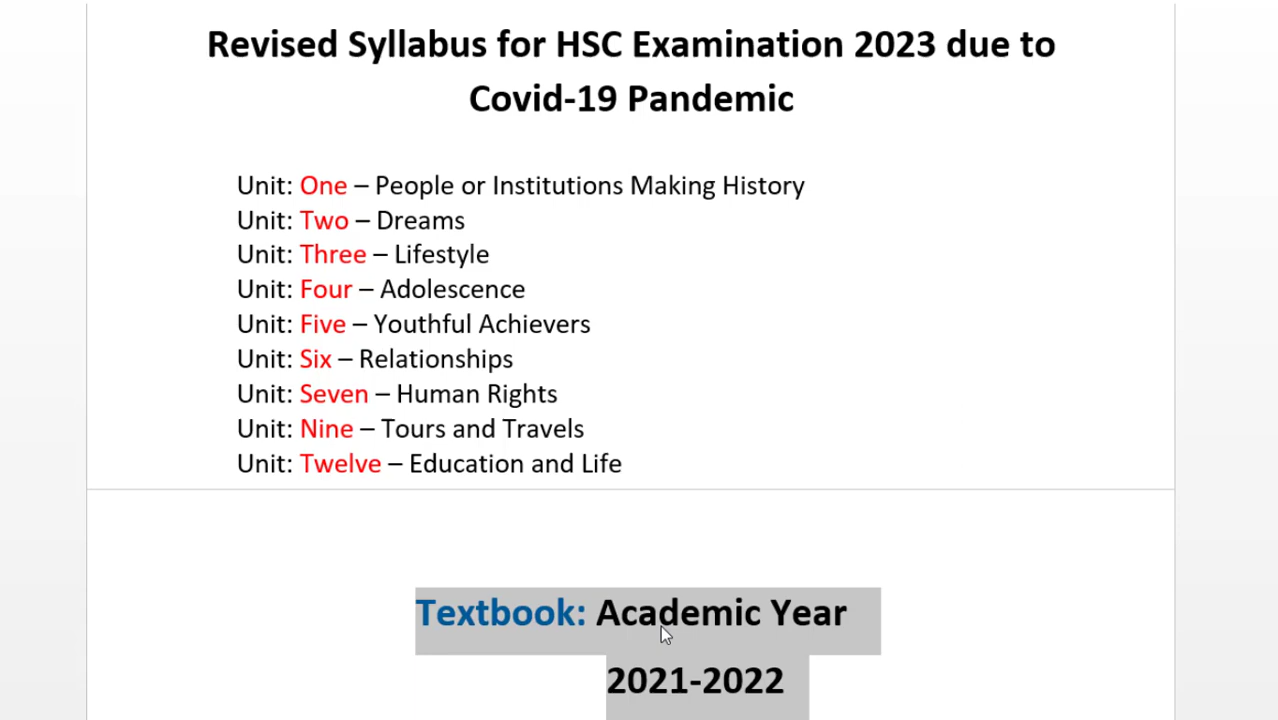 Revised Syllabus for HSC Examination 2023 due to
Covid-19 Pandemic
Unit: One – People or Institutions Making History
Unit: Two – Dreams
Unit: Three – Lifestyle
Unit: Four – Adolescence
Unit: Five – Youthful Achievers
Unit: Six – Relationships
Unit: Seven – Human Rights
Unit: Nine – Tours and Travels
Unit: Twelve – Education and Life
Textbook: Academic Year
2021-2022